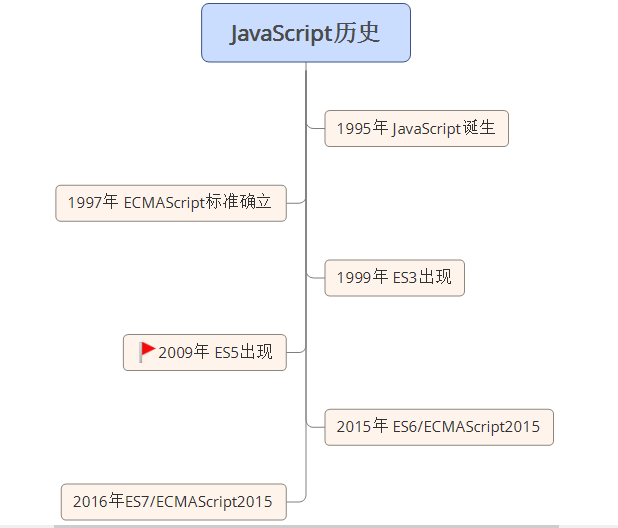 JavaScript历史
1995年 JavaScript诞生
1997年 ECMAScript标准确立
1999年 ES3出现
2009年 ES5出现
2015年 ES6/ECMAScript2015
2016年ES7/ECMAScript2015